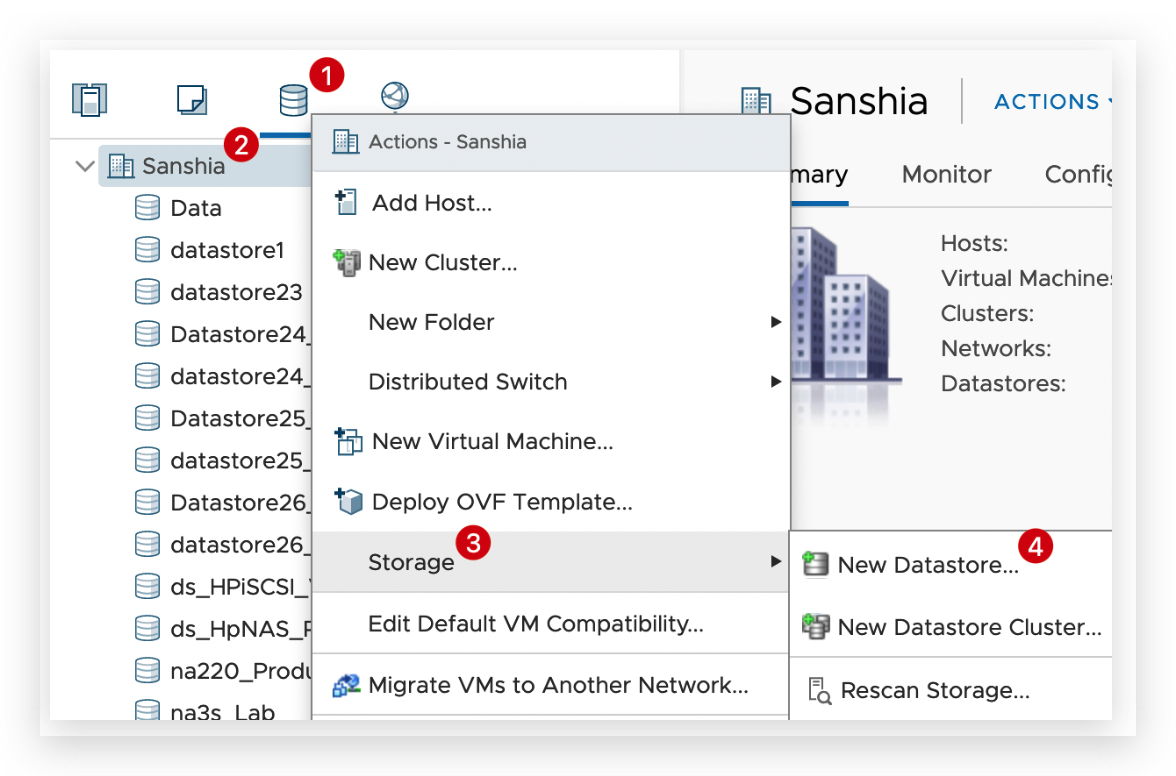 1
2
Sanshia
Data
datastore1
datastore23
Datastore24_
datastore24_
Datastore25_
datastore25_
Datastore26_
datastore26_
ds_HPiSCSI_
ds_HpNAS_
na220_Produ
na3s_Lab
Actions - Sanshia
Add Host...
New Cluster...
New Folder
Distributed Switch
New Virtual Machine...
Deploy OVF Template...
Storage 3
Edit Default VM Compatibility...
Migrate VMs to Another Network...
4
New Datastore...
New Datastore Cluster...
Rescan Storage...
Sanshia ACTIONS
mary Monitor Config
Hosts:
Virtual Machines
Clusters:
Networks:
Datastores: